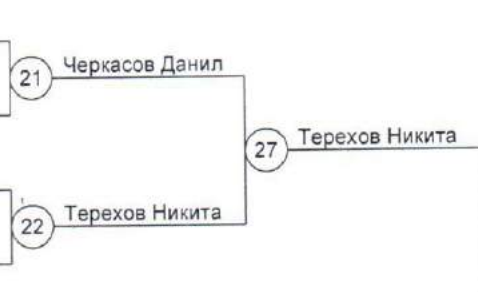 21 Черкасов Данил
27 Терехов Никита
22 Терехов Никита